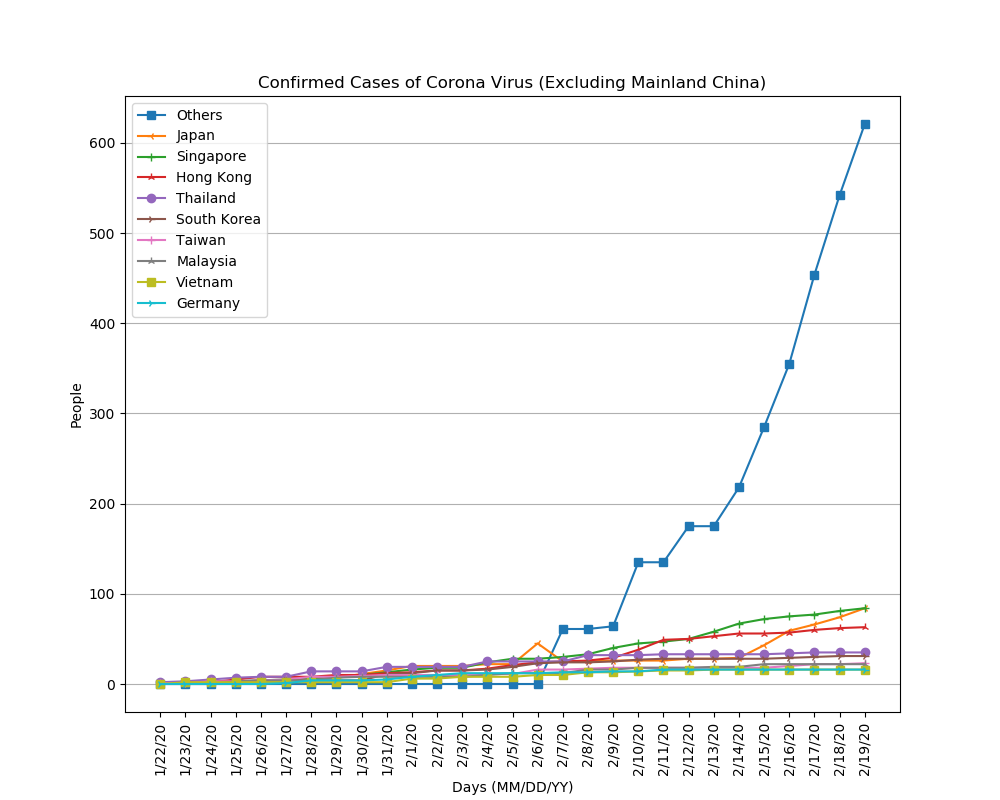 Confirmed Cases of Corona Virus (Excluding Mainland China)
Others
Japan
Singapore
Hong Kong
Thailand
South Korea
Taiwan
Malaysia
Vietnam
Germany
People
600
500
400
300
200
100
0
1/22/20
1/23/20
1/24/20
1/25/20
1/26/20
1/27/20
1/28/20
1/29/20
1/30/20
1/31/20
2/1/20
2/2/20
2/3/20
2/4/20
2/5/20
2/6/20
2/7/20
2/8/20
2/9/20
2/10/20
2/11/20
2/12/20
2/13/20
2/14/20
2/15/20
2/16/20
2/17/20
2/18/20
2/19/20
Days (MM/DD/YY)